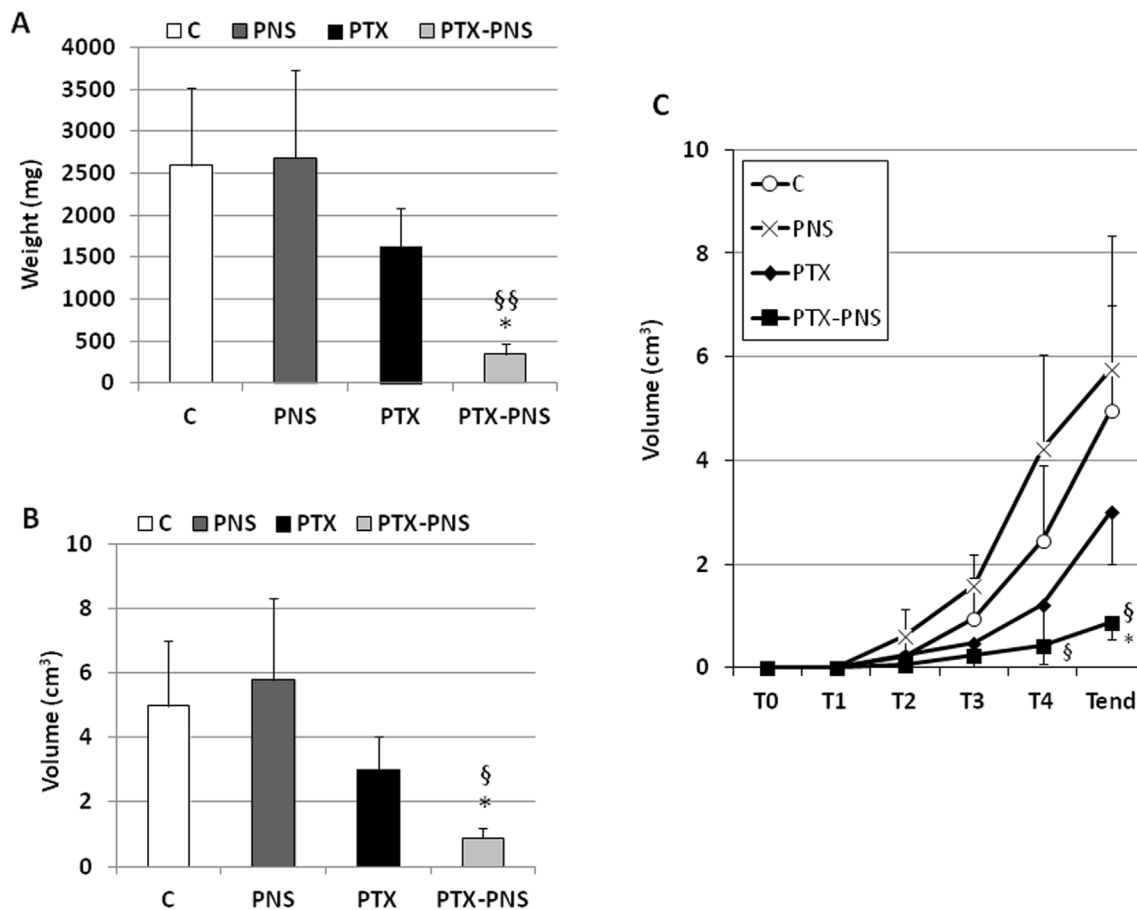 A
C PNS PTX PTX-PNS
4000
3500
3000
2500
2000
1500
1000
500
0
Weight (mg)
§§
*
C PNS PTX PTX-PNS
B
C PNS PTX PTX-PNS
10
8
6
4
2
0
Volume (cm³)
§
*
C PNS PTX PTX-PNS
C
10
8
6
4
2
0
Volume (cm³)
C
PNS
PTX
PTX-PNS
§
§
*
T0 T1 T2 T3 T4 Tend